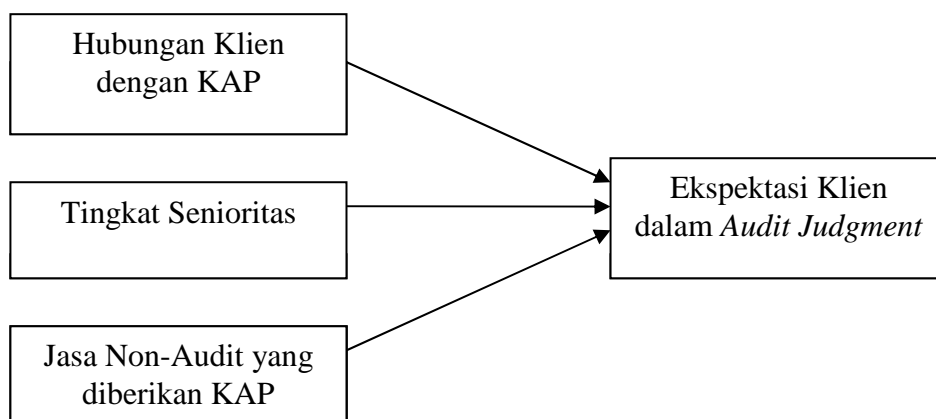 Hubungan Klien
dengan KAP
Tingkat Senioritas
Jasa Non-Audit yang
diberikan KAP
Ekspektasi Klien
dalam Audit Judgment